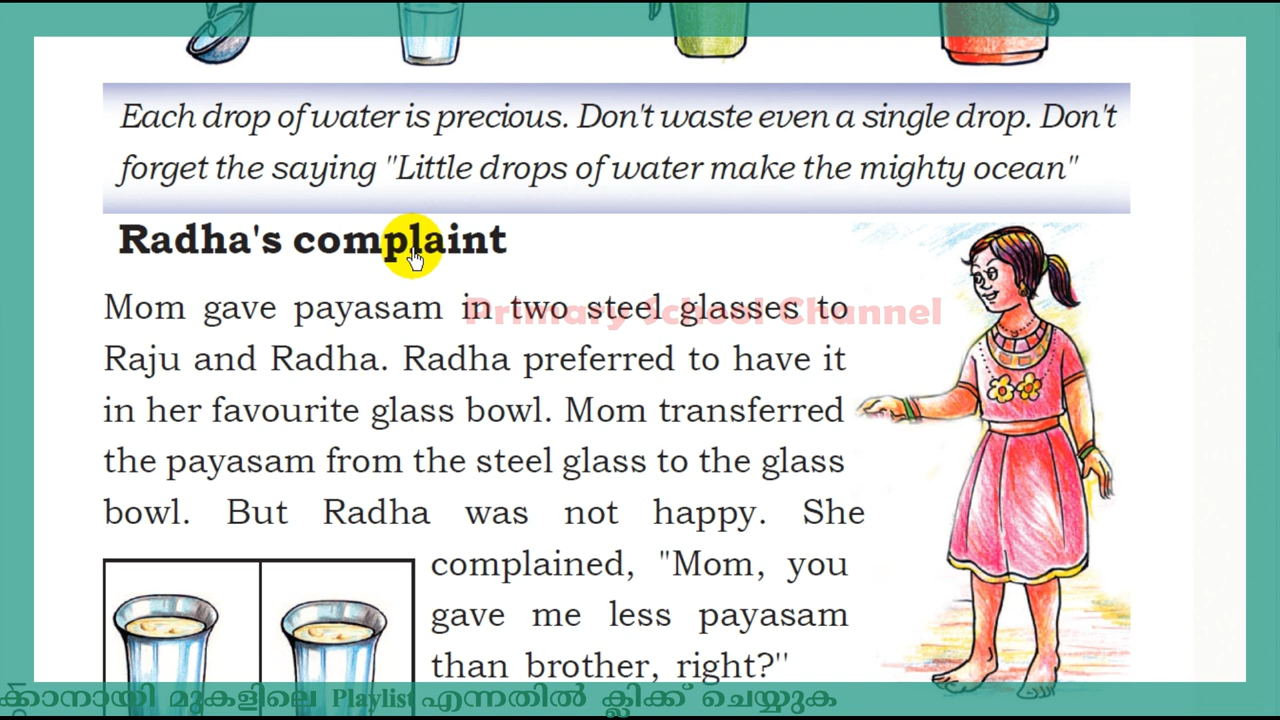 Each drop of water is precious. Don't waste even a single drop. Don't
forget the saying "Little drops of water make the mighty ocean"
Radha's complaint
Mom gave payasam in two steel glasses to
Primary School Channel
Raju and Radha. Radha preferred to have it
in her favourite glass bowl. Mom transferred
the payasam from the steel glass to the glass
bowl. But Radha was not happy. She
complained, "Mom, you
gave me less payasam
than brother, right?"
ക്കാനായി മുകളിലെ Playlist എന്നതിൽ ക്ലിക്ക് ചെയ്യുക